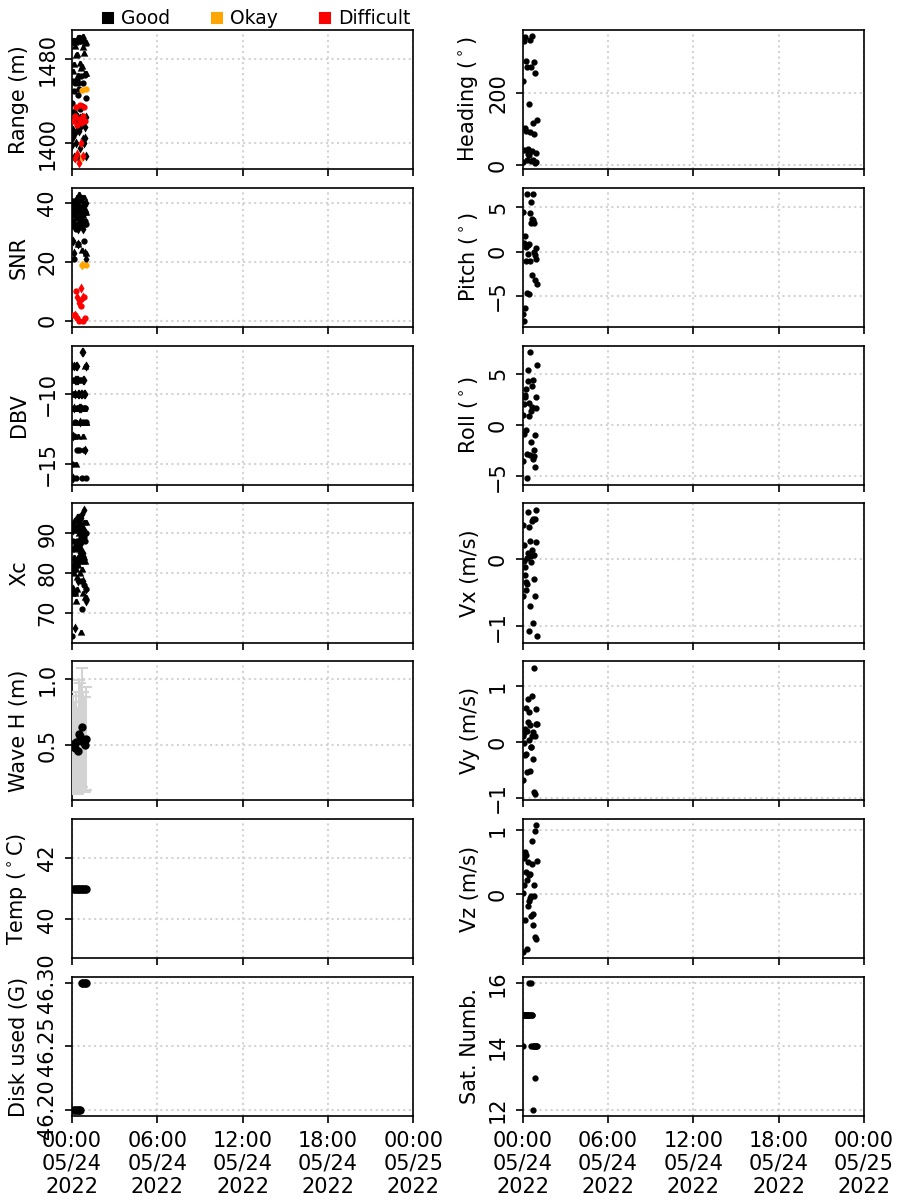 Good Okay Difficult
Range (m)
1480
1400
Heading (°)
200
0
SNR
40
20
0
Pitch (°)
5
0
−5
DBV
−10
−15
Roll (°)
5
0
−5
Xc
90
80
70
Vx (m/s)
0
−1
Wave H (m)
1.0
0.5
Vy (m/s)
1
0
−1
Temp (°C)
42
40
Vz (m/s)
1
0
Disk used (G)
46.30
46.25
46.20
Sat. Numb.
16
14
12
00:00 06:00 12:00 18:00 00:00
05/24 05/24 05/24 05/24 05/25
2022 2022 2022 2022 2022
00:00 06:00 12:00 18:00 00:00
05/24 05/24 05/24 05/24 05/25
2022 2022 2022 2022 2022